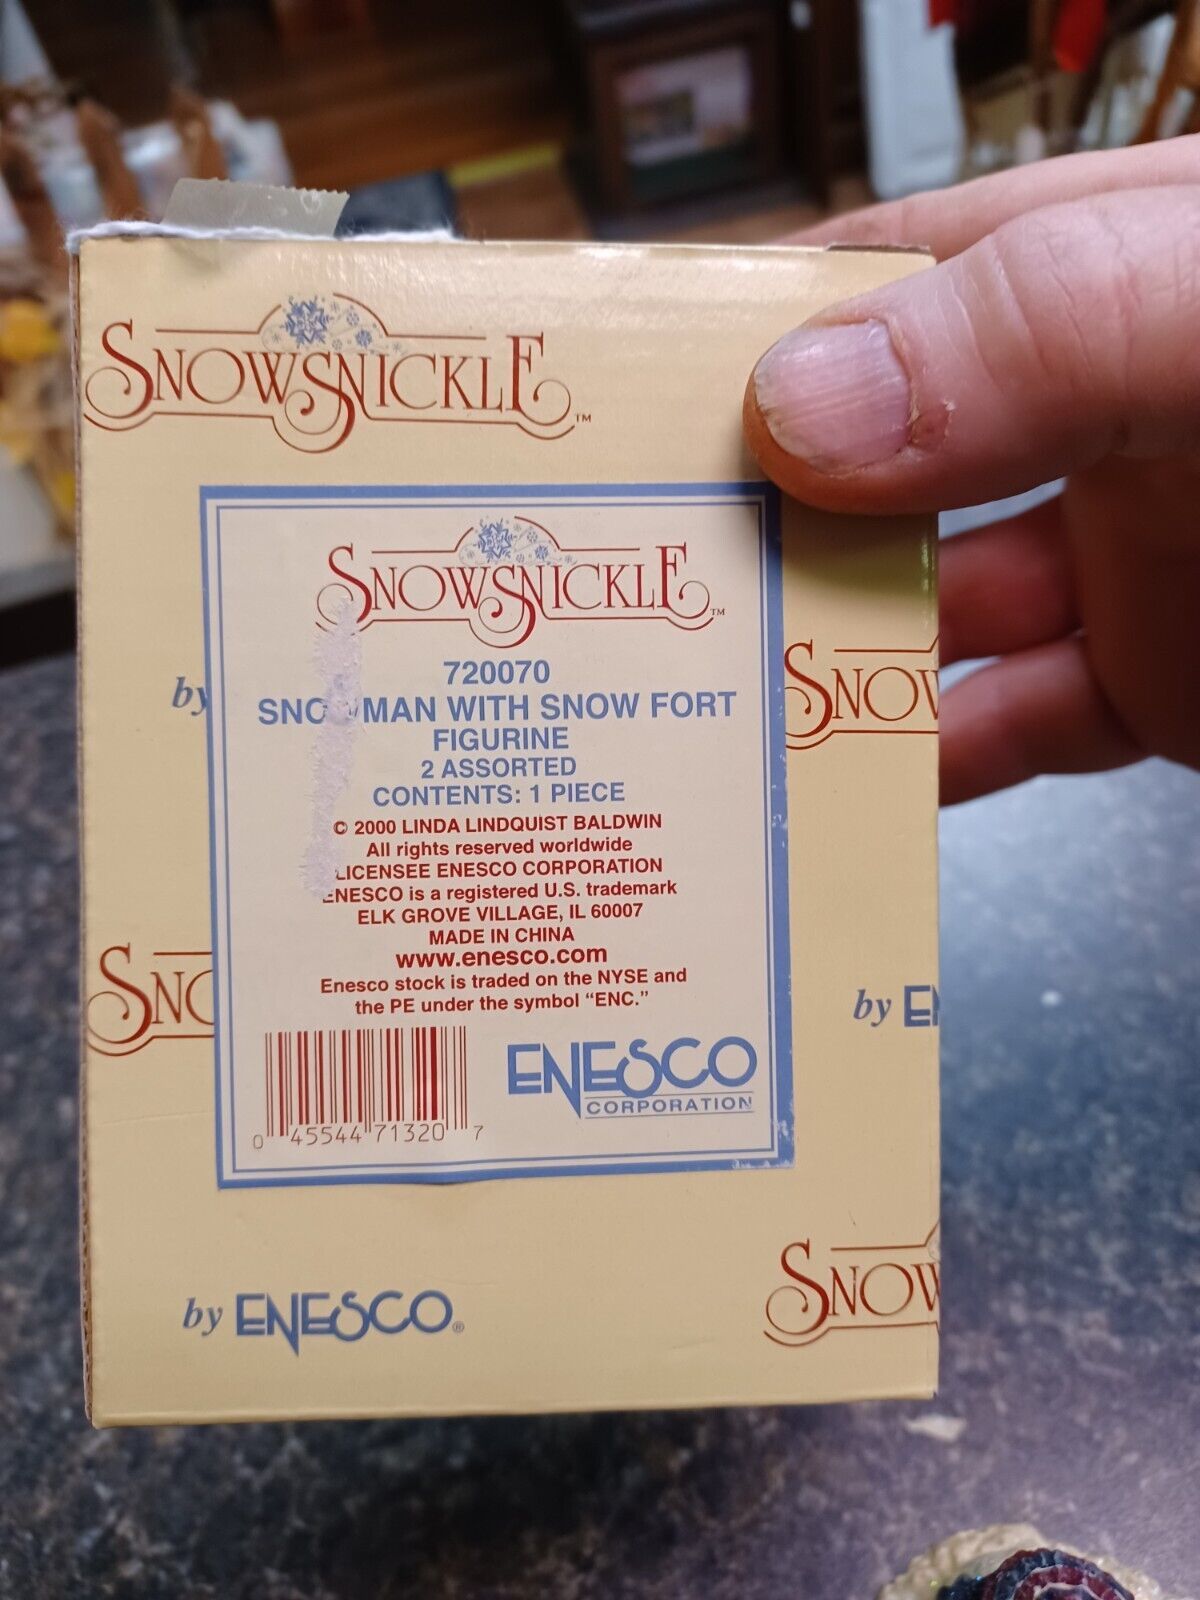 SNOWSNICKLE™
SNOWSNICKLE™
720070
SNOWMAN WITH SNOW FORT
FIGURINE
2 ASSORTED
CONTENTS: 1 PIECE
© 2000 LINDA LINDQUIST BALDWIN
All rights reserved worldwide
LICENSEE ENESCO CORPORATION
ENESCO is a registered U.S. trademark
ELK GROVE VILLAGE, IL 60007
MADE IN CHINA
www.enesco.com
Enesco stock is traded on the NYSE and
the PE under the symbol "ENC."
0 45544 71320 7
ENESCO
CORPORATION
by
SNOW
SNO
by EN
by ENESCO®
SNOW